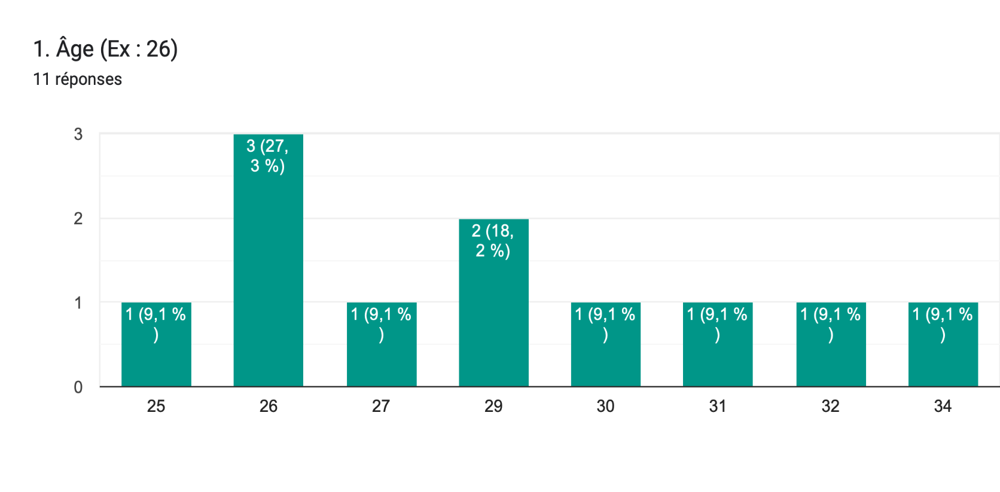 1. Âge (Ex : 26)
11 réponses
3
2
1
0
1 (9,1 %
)
3 (27,
3 %)
1 (9,1 %
)
2 (18,
2 %)
1 (9,1 %
)
1 (9,1 %
)
1 (9,1 %
)
1 (9,1 %
)
25
26
27
29
30
31
32
34